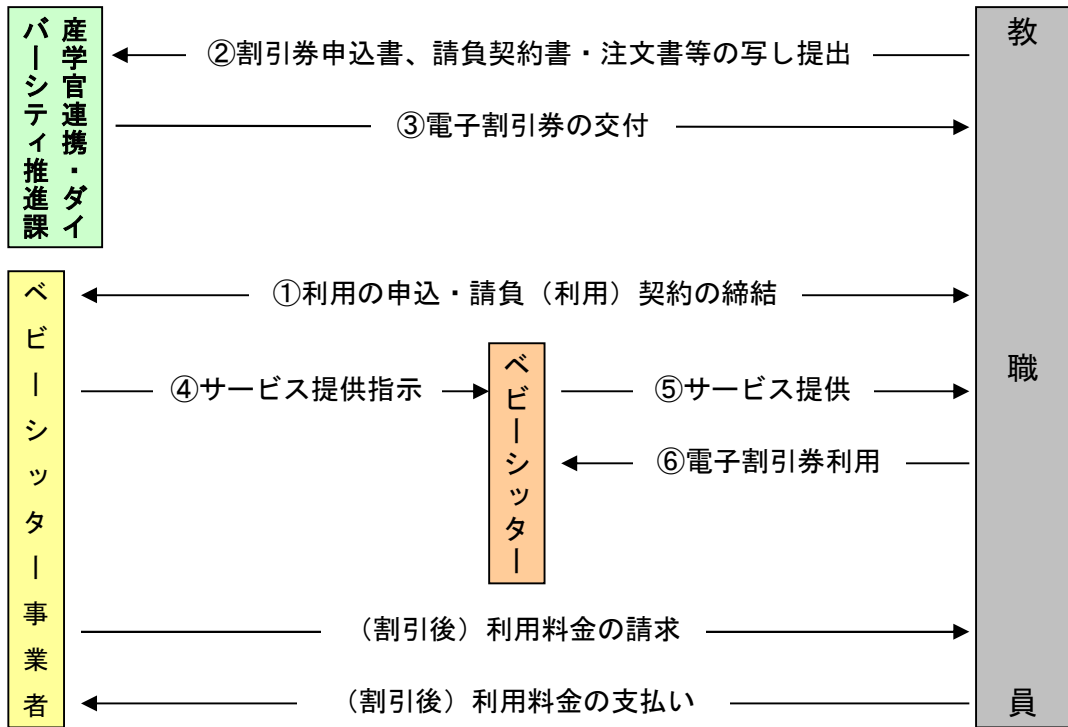 産学官連携・ダイ
バーシティ推進課
教職員
②割引券申込書、請負契約書・注文書等の写し提出
③電子割引券の交付
ベビーシッター事業者
①利用の申込・請負（利用）契約の締結
④サービス提供指示
ベビーシッター
⑤サービス提供
⑥電子割引券利用
（割引後）利用料金の請求
（割引後）利用料金の支払い